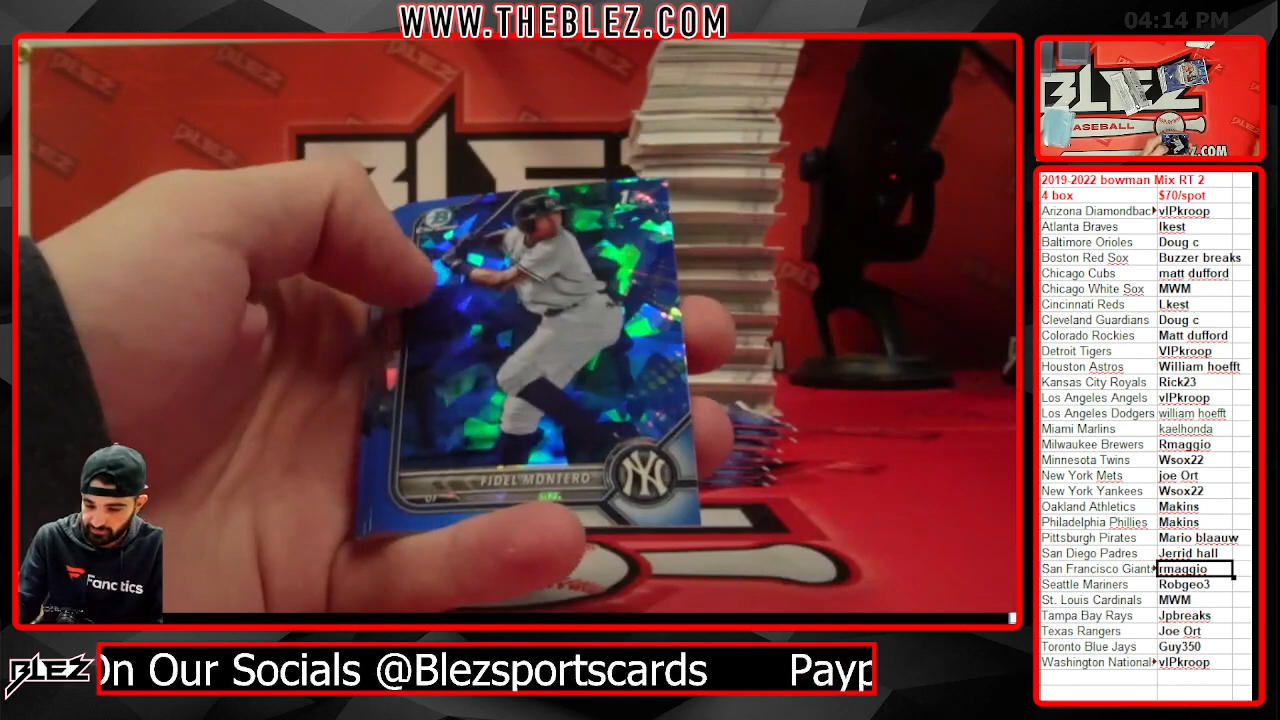 WWW.THEBLEZ.COM
04:14 PM
BLEZ
BLEZ
BASEBALL
Z.COM
1st
B
FIDEL MONTERO
OF
NY
Fanatics
2019-2022 bowman Mix RT 2
4 box $70/spot
Arizona Diamondbac vIPkroop
Atlanta Braves lkest
Baltimore Orioles Doug c
Boston Red Sox Buzzer breaks
Chicago Cubs matt dufford
Chicago White Sox MWM
Cincinnati Reds Lkest
Cleveland Guardians Doug c
Colorado Rockies Matt dufford
Detroit Tigers VIPkroop
Houston Astros William hoefft
Kansas City Royals Rick23
Los Angeles Angels vIPkroop
Los Angeles Dodgers william hoefft
Miami Marlins kaelhonda
Milwaukee Brewers Rmaggio
Minnesota Twins Wsox22
New York Mets joe Ort
New York Yankees Wsox22
Oakland Athletics Makins
Philadelphia Phillies Makins
Pittsburgh Pirates Mario blaauw
San Diego Padres Jerrid hall
San Francisco Giant rmaggio
Seattle Mariners Robgeo3
St. Louis Cardinals MWM
Tampa Bay Rays Jpbreaks
Texas Rangers Joe Ort
Toronto Blue Jays Guy350
Washington National vIPkroop
BLEZ
On Our Socials @Blezsportscards Payp